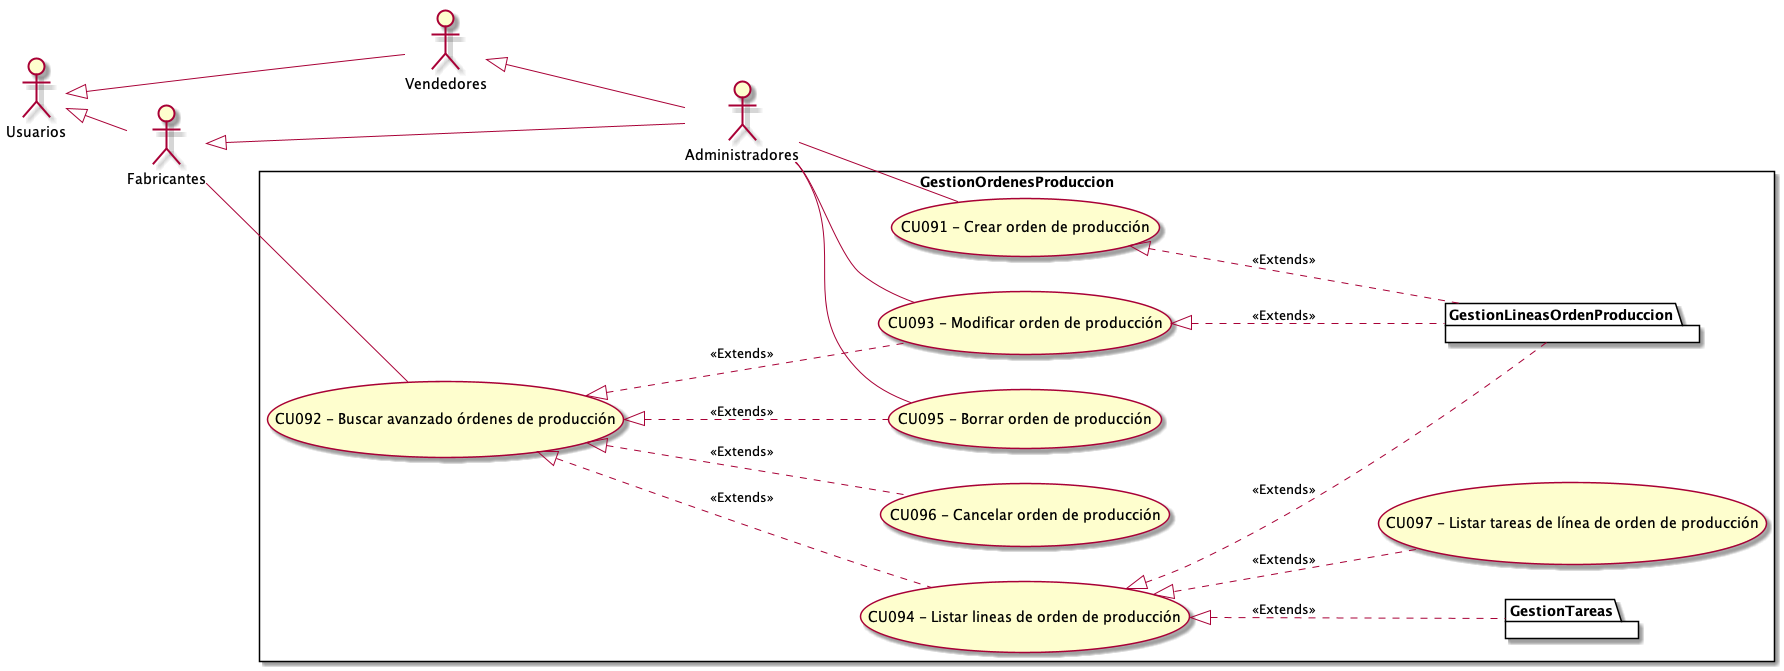 Vendedores
Usuarios
Fabricantes
Administradores
GestionOrdenesProduccion
CU091 – Crear orden de producción
«Extends»
CU093 – Modificar orden de producción
«Extends»
GestionLineasOrdenProduccion
«Extends»
CU092 – Buscar avanzado órdenes de producción
«Extends»
CU095 – Borrar orden de producción
«Extends»
CU096 – Cancelar orden de producción
«Extends»
«Extends»
CU097 – Listar tareas de línea de orden de producción
«Extends»
CU094 – Listar lineas de orden de producción
«Extends»
GestionTareas